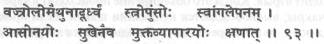 वज्रोलीमैथुनादूर्ध्वं स्त्रीपुंसोः स्वांगलेपनम् ।
आसीनयोः सुखेनैव मुक्तव्यापारयोः क्षणात् ॥ ९३ ॥